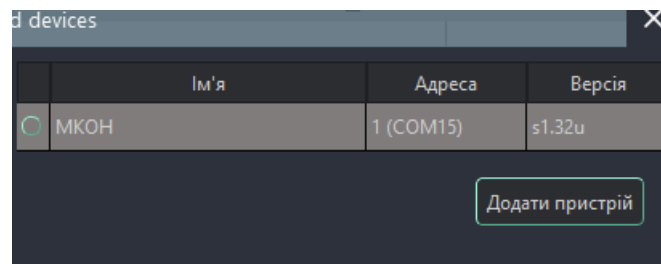 d devices
Ім'я Адреса Версія
МКОН 1 (COM15) s1.32u
Додати пристрій